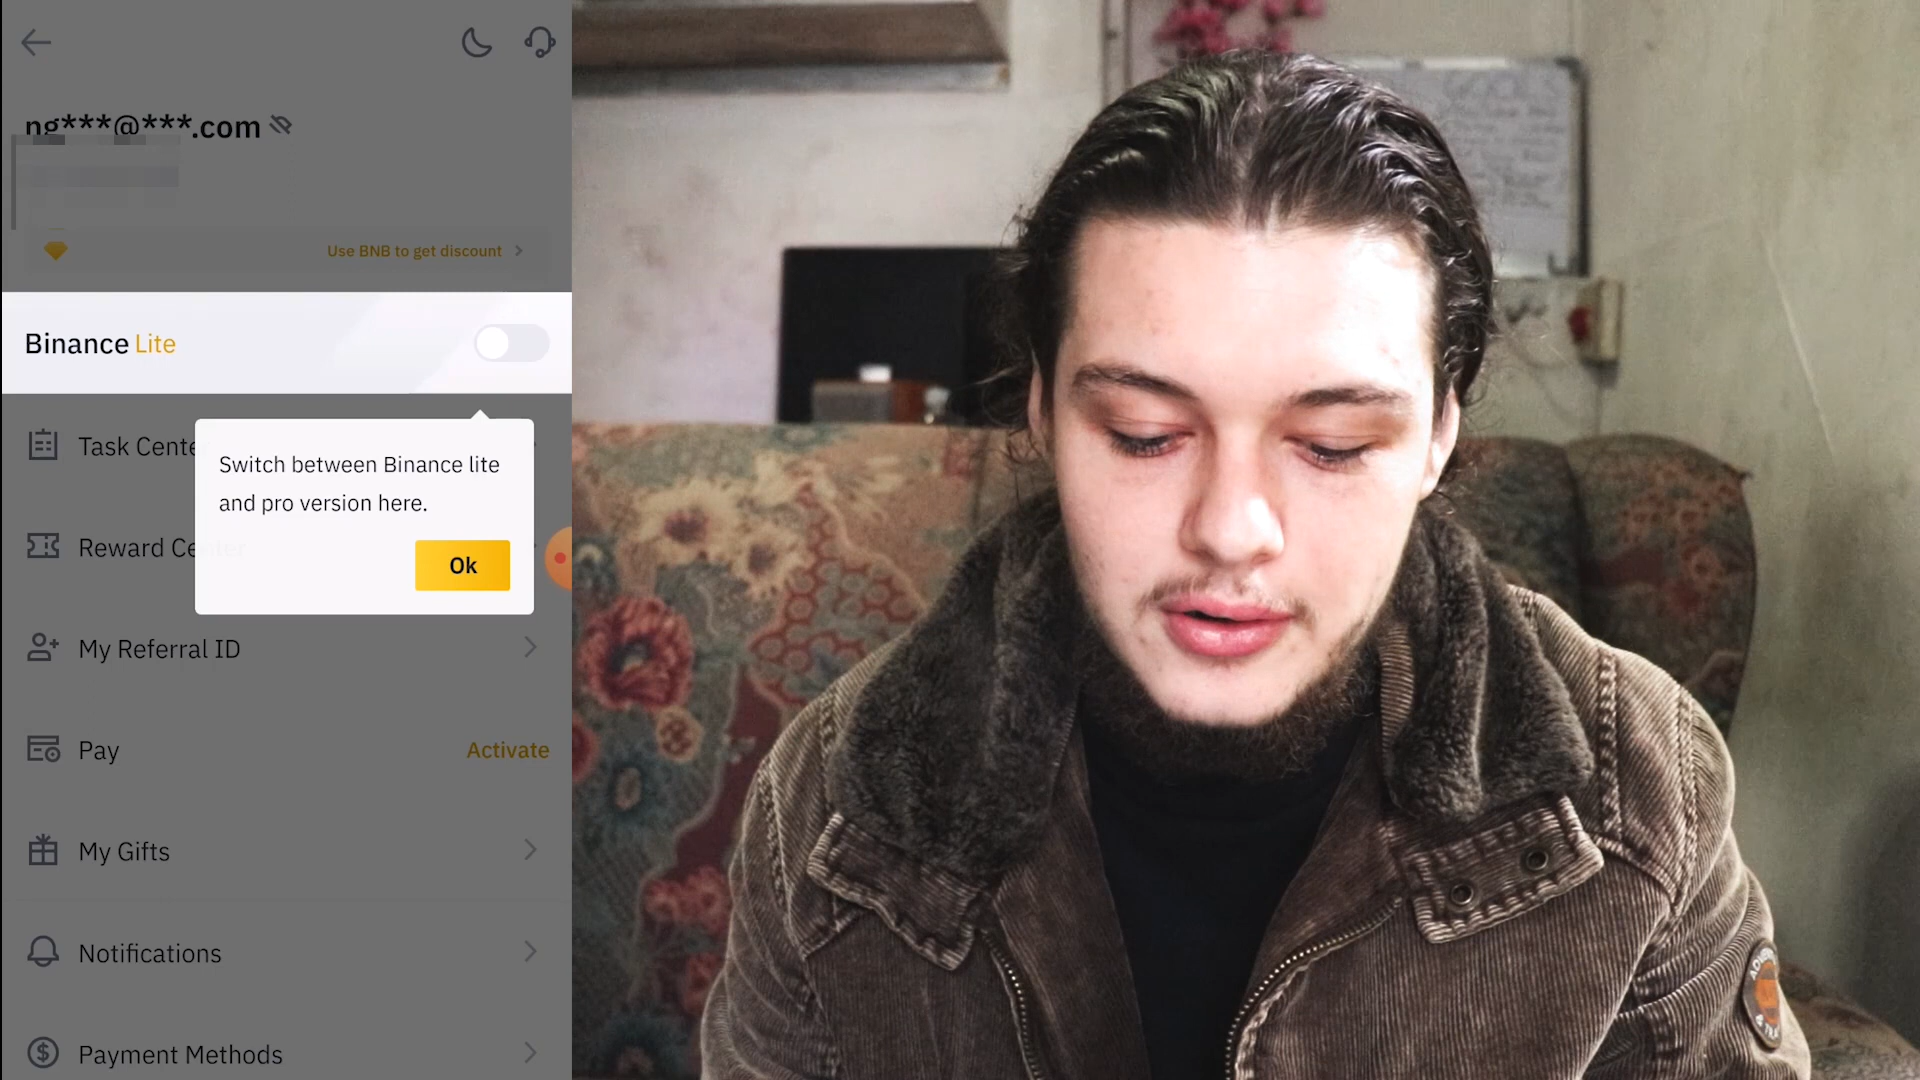 ng***@***.com
Use BNB to get discount
Binance Lite
Task Cente
Switch between Binance lite
and pro version here.
Reward Center
Ok
My Referral ID
Pay
Activate
My Gifts
Notifications
Payment Methods